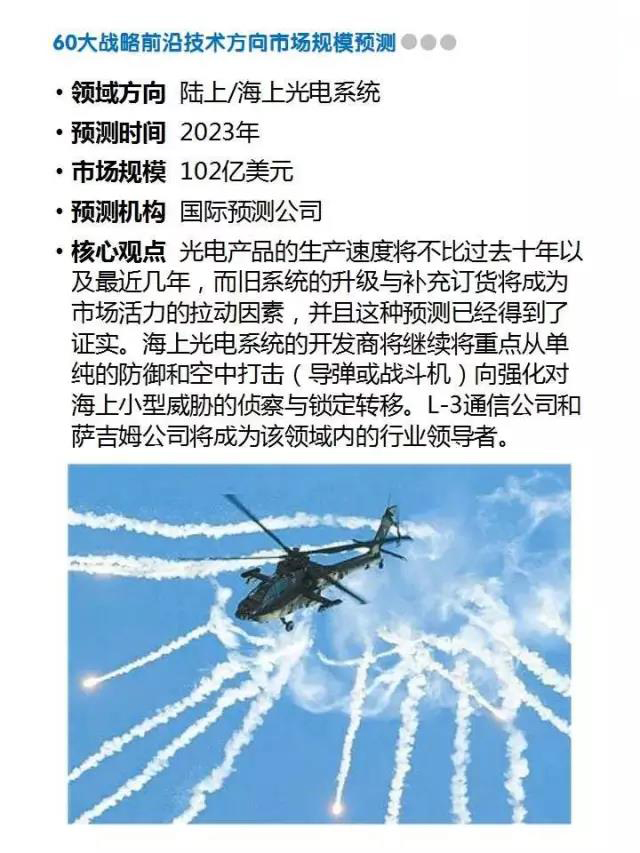 60大战略前沿技术方向市场规模预测
• 领域方向 陆上/海上光电系统
• 预测时间 2023年
• 市场规模 102亿美元
• 预测机构 国际预测公司
• 核心观点 光电产品的生产速度将不比过去十年以
及最近几年，而旧系统的升级与补充订货将成为
市场活力的拉动因素，并且这种预测已经得到了
证实。海上光电系统的开发商将继续将重点从单
纯的防御和空中打击（导弹或战斗机）向强化对
海上小型威胁的侦察与锁定转移。L-3通信公司和
萨吉姆公司将成为该领域内的行业领导者。